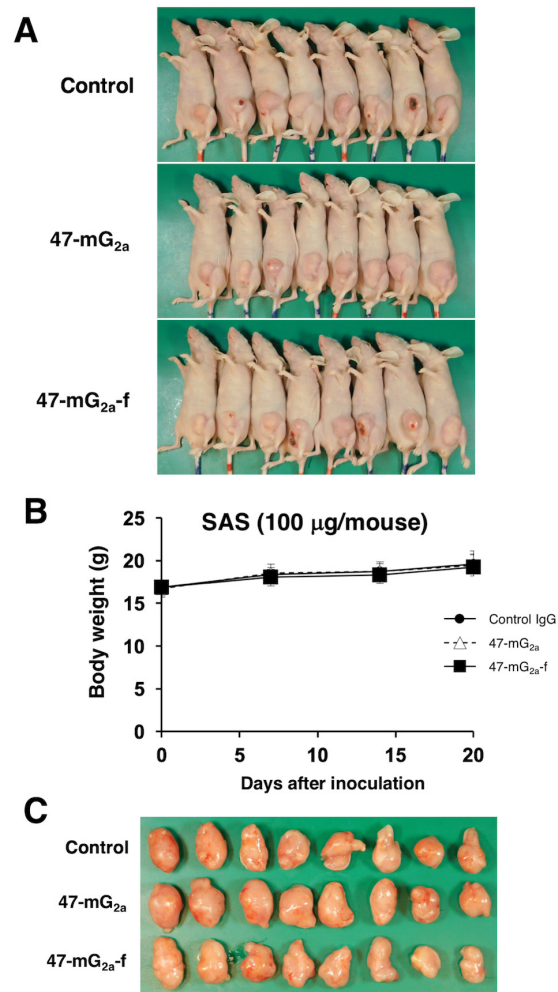 A
Control
47-mG2a
47-mG2a-f
B
SAS (100 μg/mouse)
Body weight (g)
25
20
15
10
5
0
0 5 10 15 20
Days after inoculation
Control IgG
47-mG2a
47-mG2a-f
C
Control
47-mG2a
47-mG2a-f